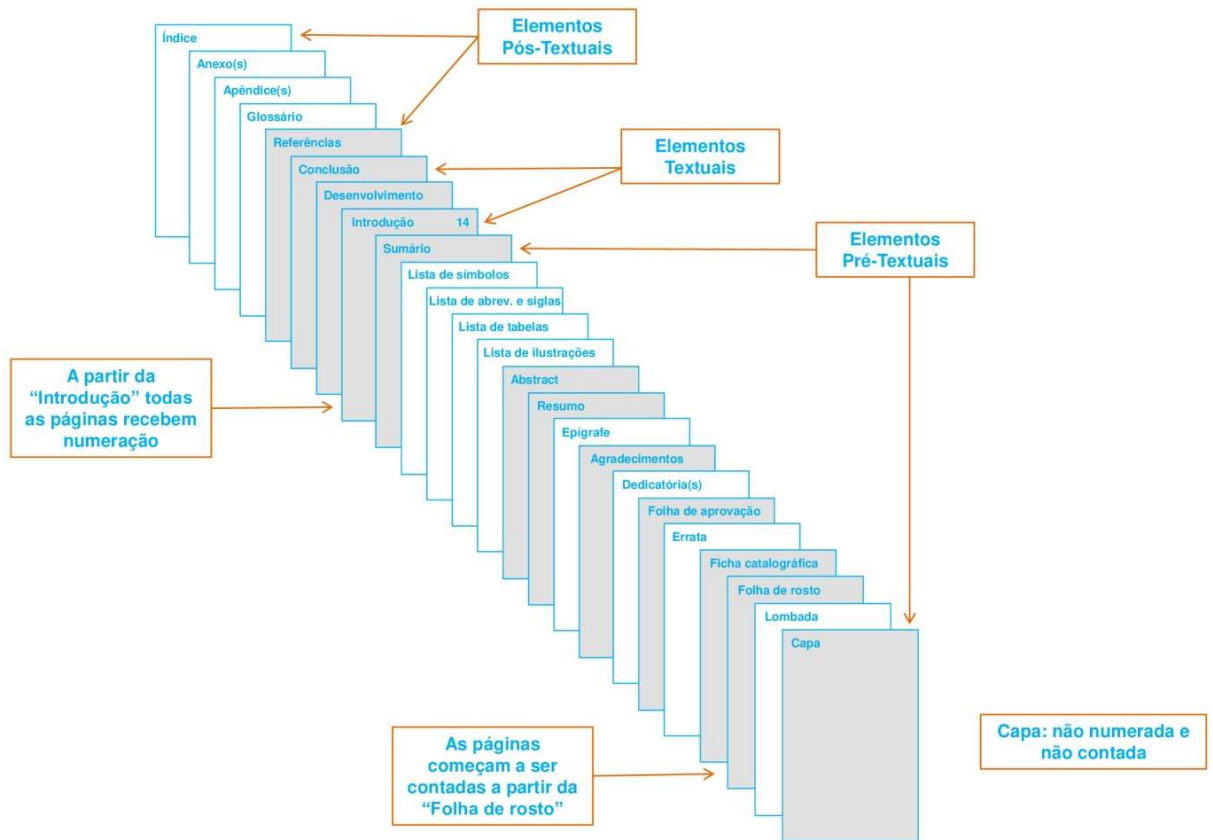 Índice
Elementos
Pós-Textuais
Anexo(s)
Apêndice(s)
Glossário
Referências
Elementos
Textuais
Conclusão
Desenvolvimento
Introdução 14
Elementos
Pré-Textuais
Sumário
Lista de símbolos
Lista de abrev. e siglas
Lista de tabelas
Lista de ilustrações
A partir da
“Introdução” todas
as páginas recebem
numeração
Abstract
Resumo
Epígrafe
Agradecimentos
Dedicatória(s)
Folha de aprovação
Errata
Ficha catalográfica
Folha de rosto
Lombada
Capa
As páginas
começam a ser
contadas a partir da
“Folha de rosto”
Capa: não numerada e
não contada